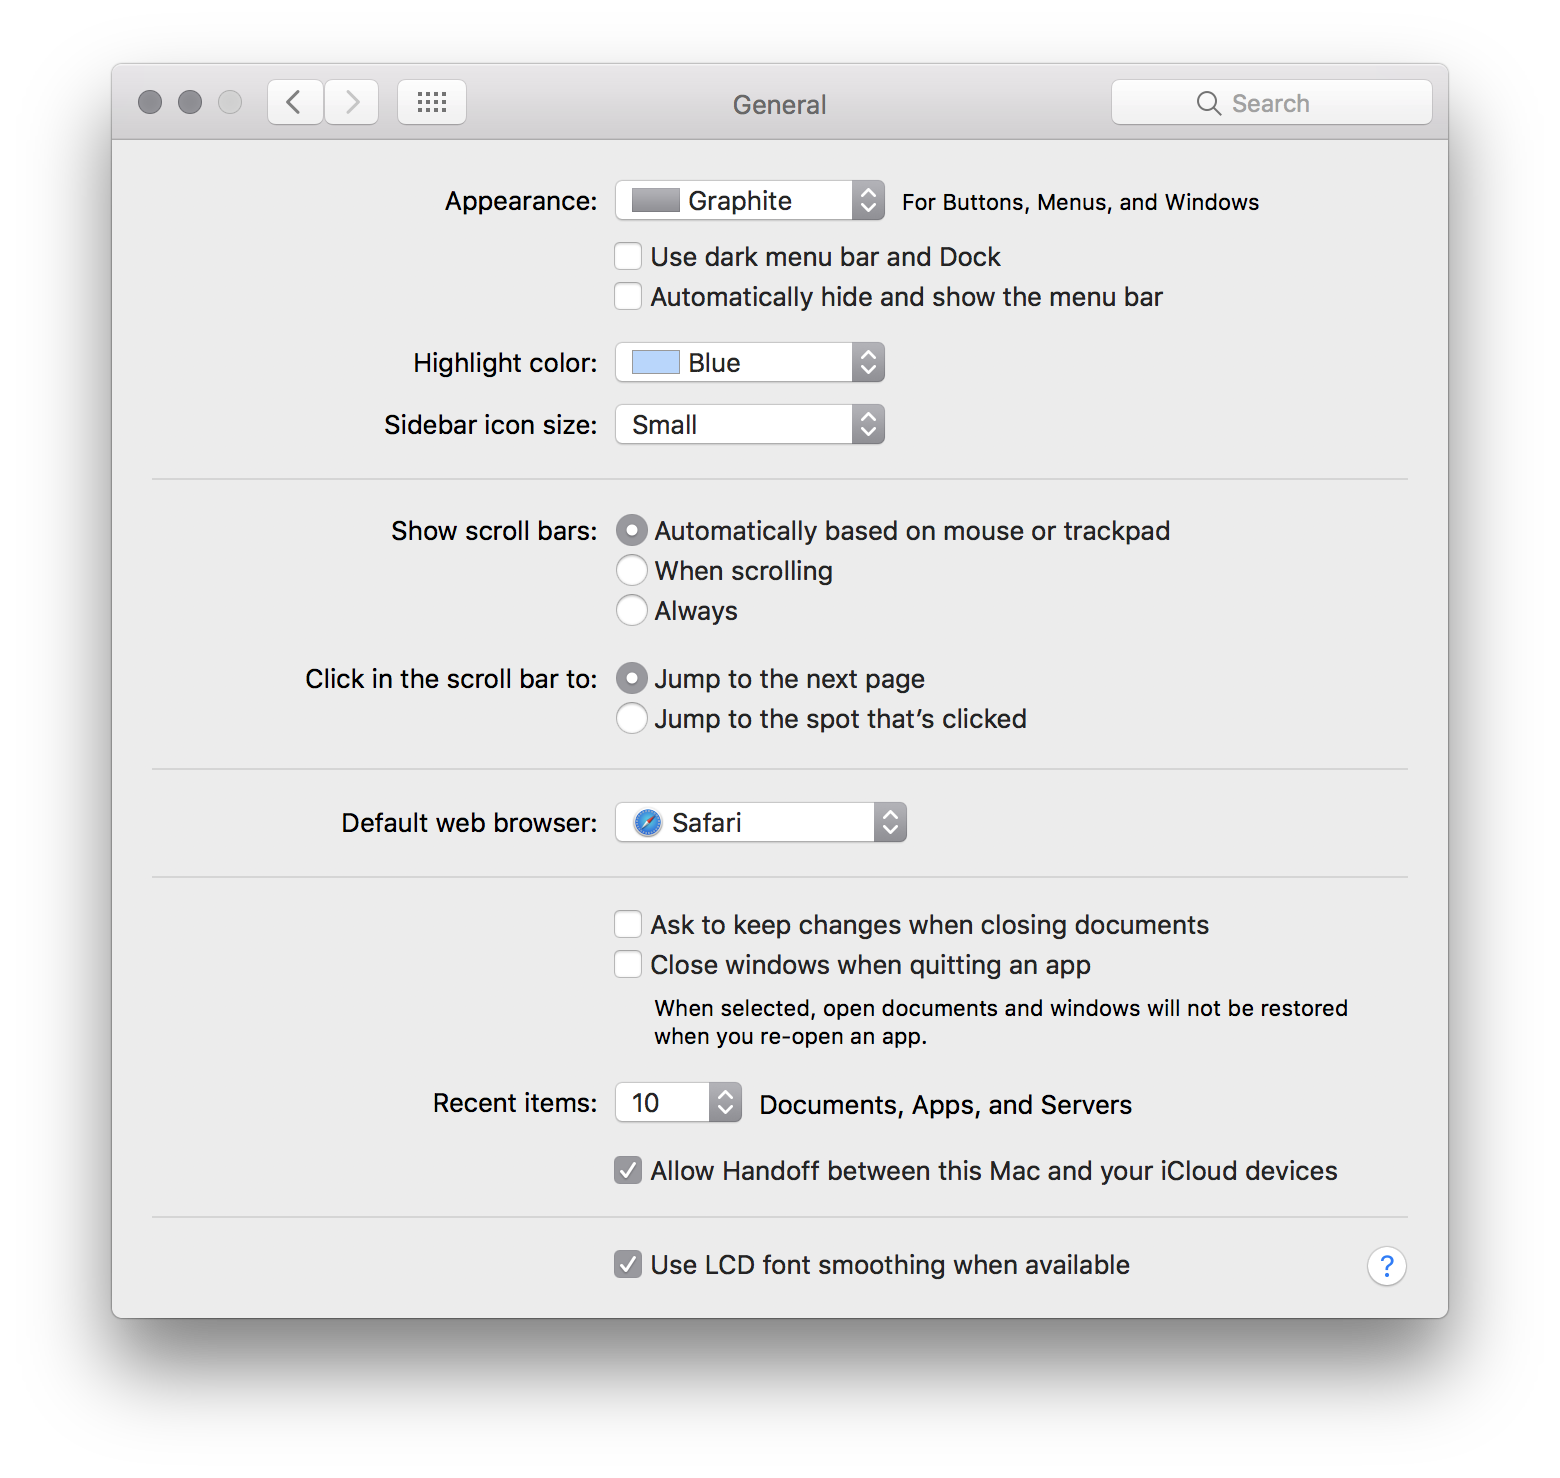 General
Search
Appearance: Graphite For Buttons, Menus, and Windows
Use dark menu bar and Dock
Automatically hide and show the menu bar
Highlight color: Blue
Sidebar icon size: Small
Show scroll bars: Automatically based on mouse or trackpad
When scrolling
Always
Click in the scroll bar to: Jump to the next page
Jump to the spot that’s clicked
Default web browser: Safari
Ask to keep changes when closing documents
Close windows when quitting an app
When selected, open documents and windows will not be restored
when you re-open an app.
Recent items: 10 Documents, Apps, and Servers
Allow Handoff between this Mac and your iCloud devices
Use LCD font smoothing when available
?